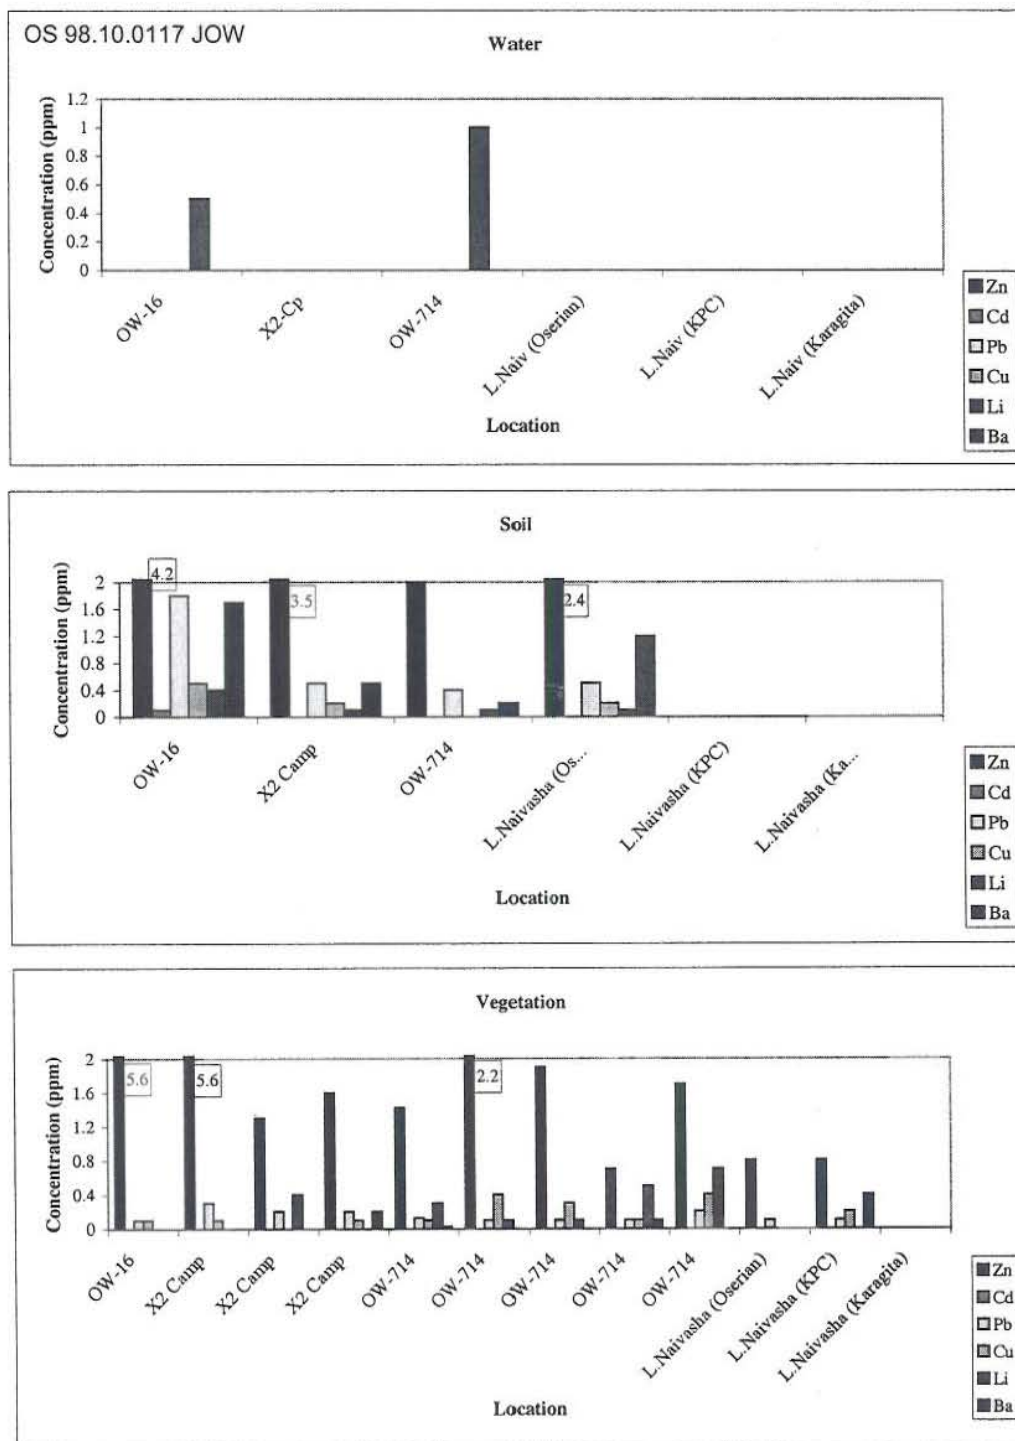 OS 98.10.0117 JOW
Water
Concentration (ppm)
1.2
1
0.8
0.6
0.4
0.2
0
OW-16
X2-Cp
OW-714
L.Naiv (Oserian)
L.Naiv (KPC)
L.Naiv (Karagita)
Location
Zn
Cd
Pb
Cu
Li
Ba
Soil
Concentration (ppm)
2
1.6
1.2
0.8
0.4
0
4.2
3.5
2.4
OW-16
X2 Camp
OW-714
L.Naivasha (Os...
L.Naivasha (KPC)
L.Naivasha (Ka...
Location
Zn
Cd
Pb
Cu
Li
Ba
Vegetation
Concentration (ppm)
2
1.6
1.2
0.8
0.4
0
5.6
5.6
2.2
OW-16
X2 Camp
X2 Camp
X2 Camp
OW-714
OW-714
OW-714
OW-714
OW-714
L.Naivasha (Oserian)
L.Naivasha (KPC)
L.Naivasha (Karagita)
Location
Zn
Cd
Pb
Cu
Li
Ba